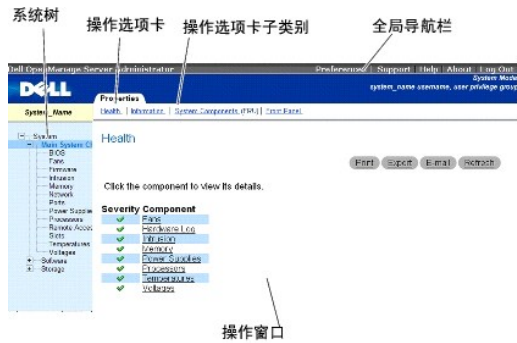 系统树
操作选项卡
操作选项卡子类别
全局导航栏
Dell OpenManage Server Administrator
Preferences | Support | Help | About | Log Out
System Mode
system_name username, user privilege group
DELL
Properties
System_Name
Health | Information | System Components (FRU) | Front Panel
System
Main System Ch
BIOS
Fans
Firmware
Intrusion
Memory
Network
Ports
Power Supplie
Processors
Remote Acces
Slots
Temperatures
Voltages
Software
Storage
Health
Print Export E-mail Refresh
Click the component to view its details.
Severity Component
Fans
Hardware Log
Intrusion
Memory
Power Supplies
Processors
Temperatures
Voltages
操作窗口